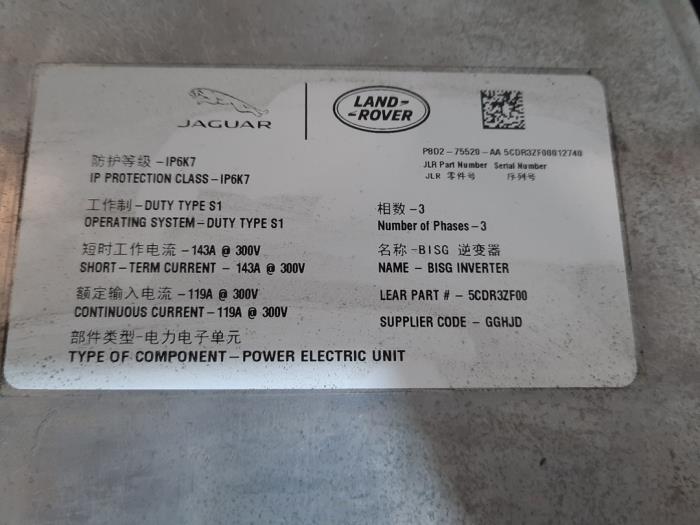 JAGUAR
LAND-
-ROVER
P8D2-75520-AA 5CDR3ZF00012740
JLR Part Number Serial Number
JLR 零件号 序列号
防护等级 -IP6K7
IP PROTECTION CLASS-IP6K7
工作制-DUTY TYPE S1
OPERATING SYSTEM-DUTY TYPE S1
短时工作电流 -143A @ 300V
SHORT-TERM CURRENT - 143A @ 300V
额定输入电流 -119A @ 300V
CONTINUOUS CURRENT-119A @ 300V
部件类型-电力电子单元
TYPE OF COMPONENT-POWER ELECTRIC UNIT
相数 -3
Number of Phases-3
名称 -BISG 逆变器
NAME - BISG INVERTER
LEAR PART # - 5CDR3ZF00
SUPPLIER CODE - GGHJD